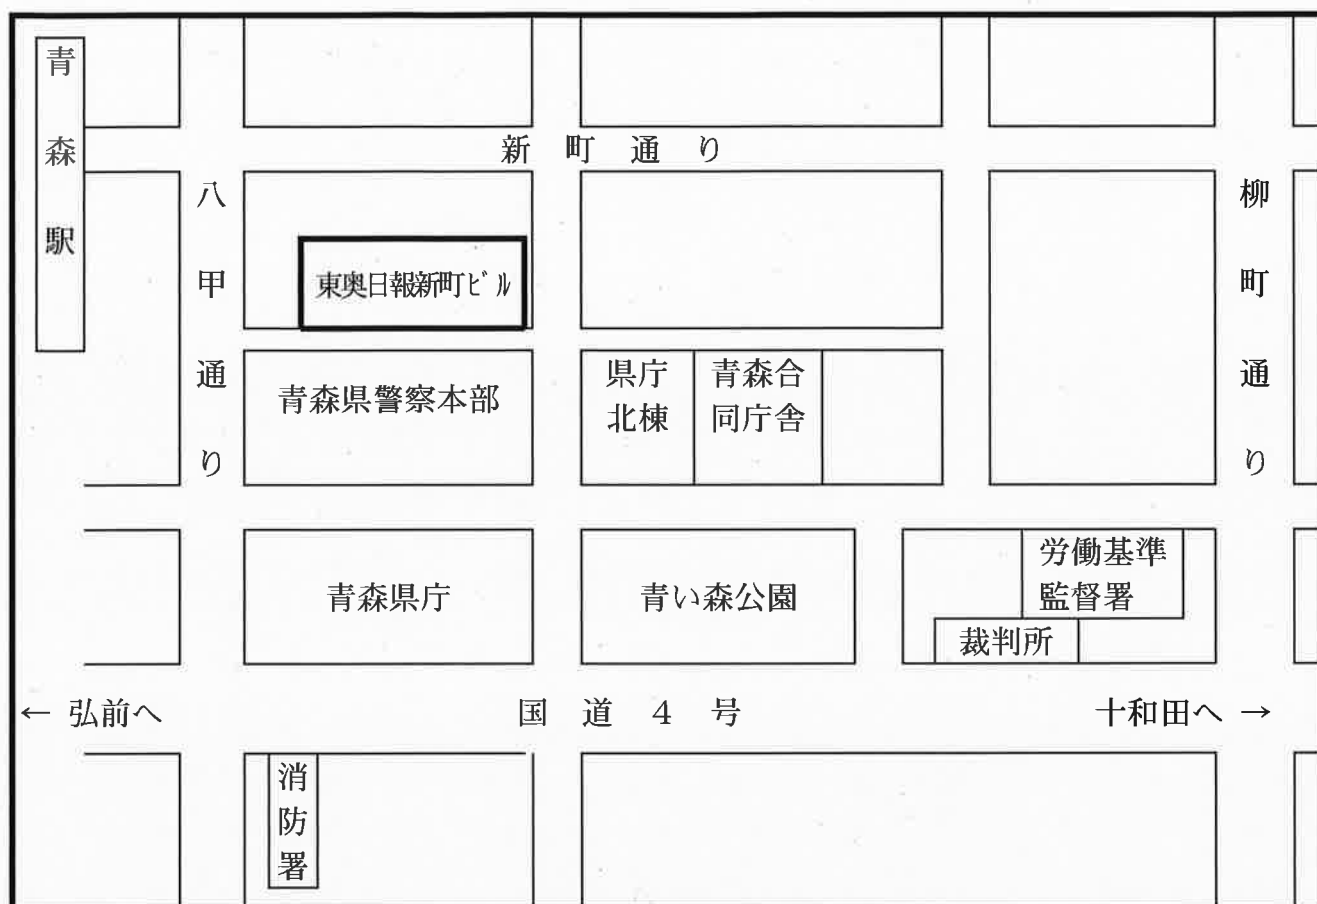 青森駅
新町通り
八甲通り
柳町通り
東奥日報新町ビル
青森県警察本部
県庁
北棟
青森合
同庁舎
青森県庁
青い森公園
労働基準
監督署
裁判所
← 弘前へ
国道4号
十和田へ →
消防署